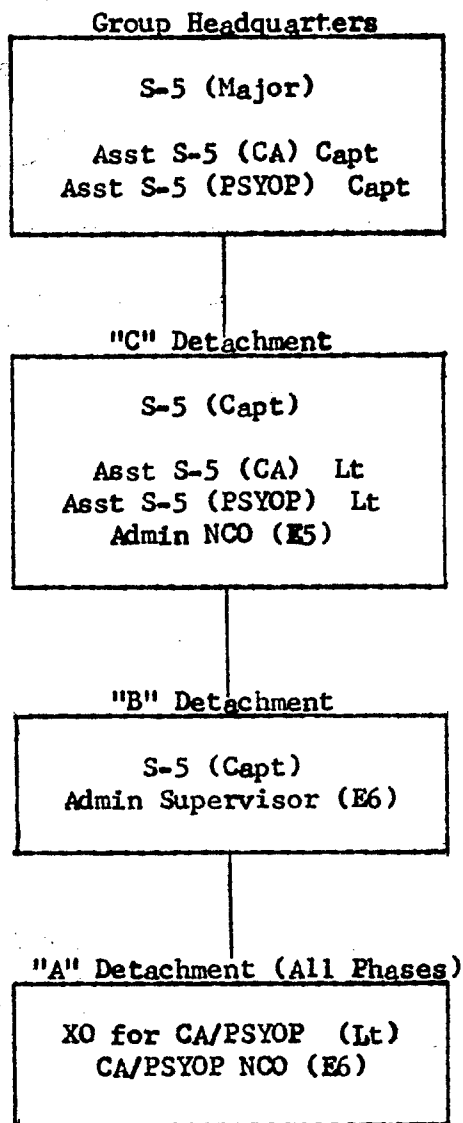 Group Headquarters
S-5 (Major)
Asst S-5 (CA) Capt
Asst S-5 (PSYOP) Capt
"C" Detachment
S-5 (Capt)
Asst S-5 (CA) Lt
Asst S-5 (PSYOP) Lt
Admin NCO (E5)
"B" Detachment
S-5 (Capt)
Admin Supervisor (E6)
"A" Detachment (All Phases)
XO for CA/PSYOP (Lt)
CA/PSYOP NCO (E6)